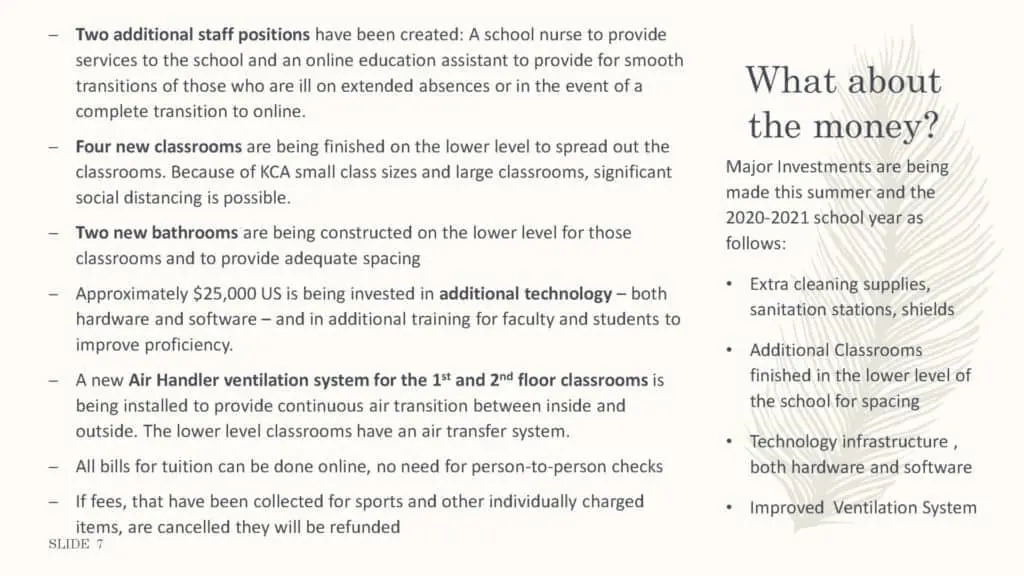 – Two additional staff positions have been created: A school nurse to provide
services to the school and an online education assistant to provide for smooth
transitions of those who are ill on extended absences or in the event of a
complete transition to online.
– Four new classrooms are being finished on the lower level to spread out the
classrooms. Because of KCA small class sizes and large classrooms, significant
social distancing is possible.
– Two new bathrooms are being constructed on the lower level for those
classrooms and to provide adequate spacing
– Approximately $25,000 US is being invested in additional technology – both
hardware and software – and in additional training for faculty and students to
improve proficiency.
– A new Air Handler ventilation system for the 1st and 2nd floor classrooms is
being installed to provide continuous air transition between inside and
outside. The lower level classrooms have an air transfer system.
– All bills for tuition can be done online, no need for person-to-person checks
– If fees, that have been collected for sports and other individually charged
items, are cancelled they will be refunded
SLIDE 7
What about
the money?
Major Investments are being
made this summer and the
2020-2021 school year as
follows:
• Extra cleaning supplies,
sanitation stations, shields
• Additional Classrooms
finished in the lower level of
the school for spacing
• Technology infrastructure ,
both hardware and software
• Improved Ventilation System